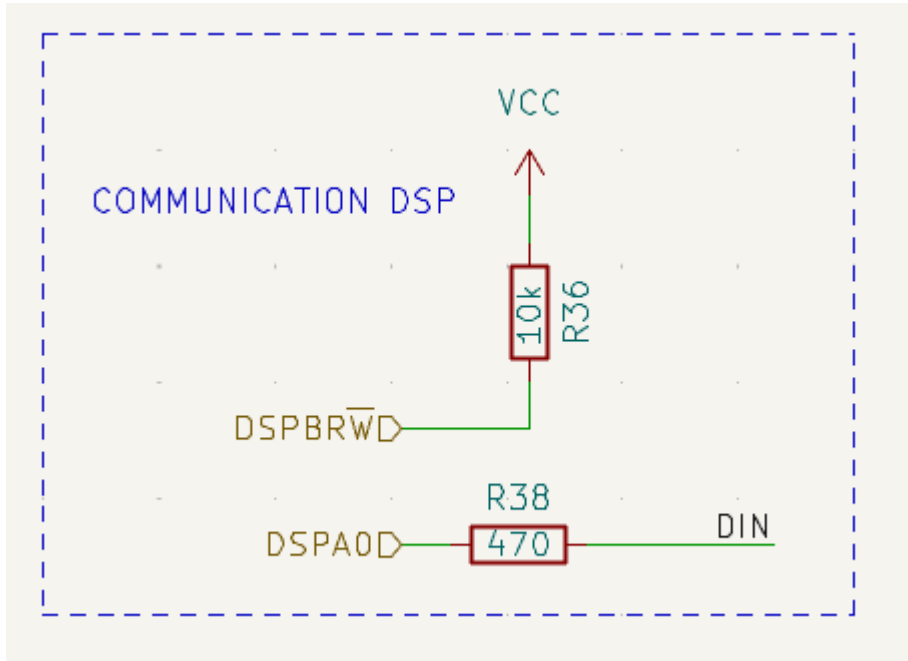 VCC
COMMUNICATION DSP
10k
R36
DSPBRW̅
R38
DSPA0
470
DIN